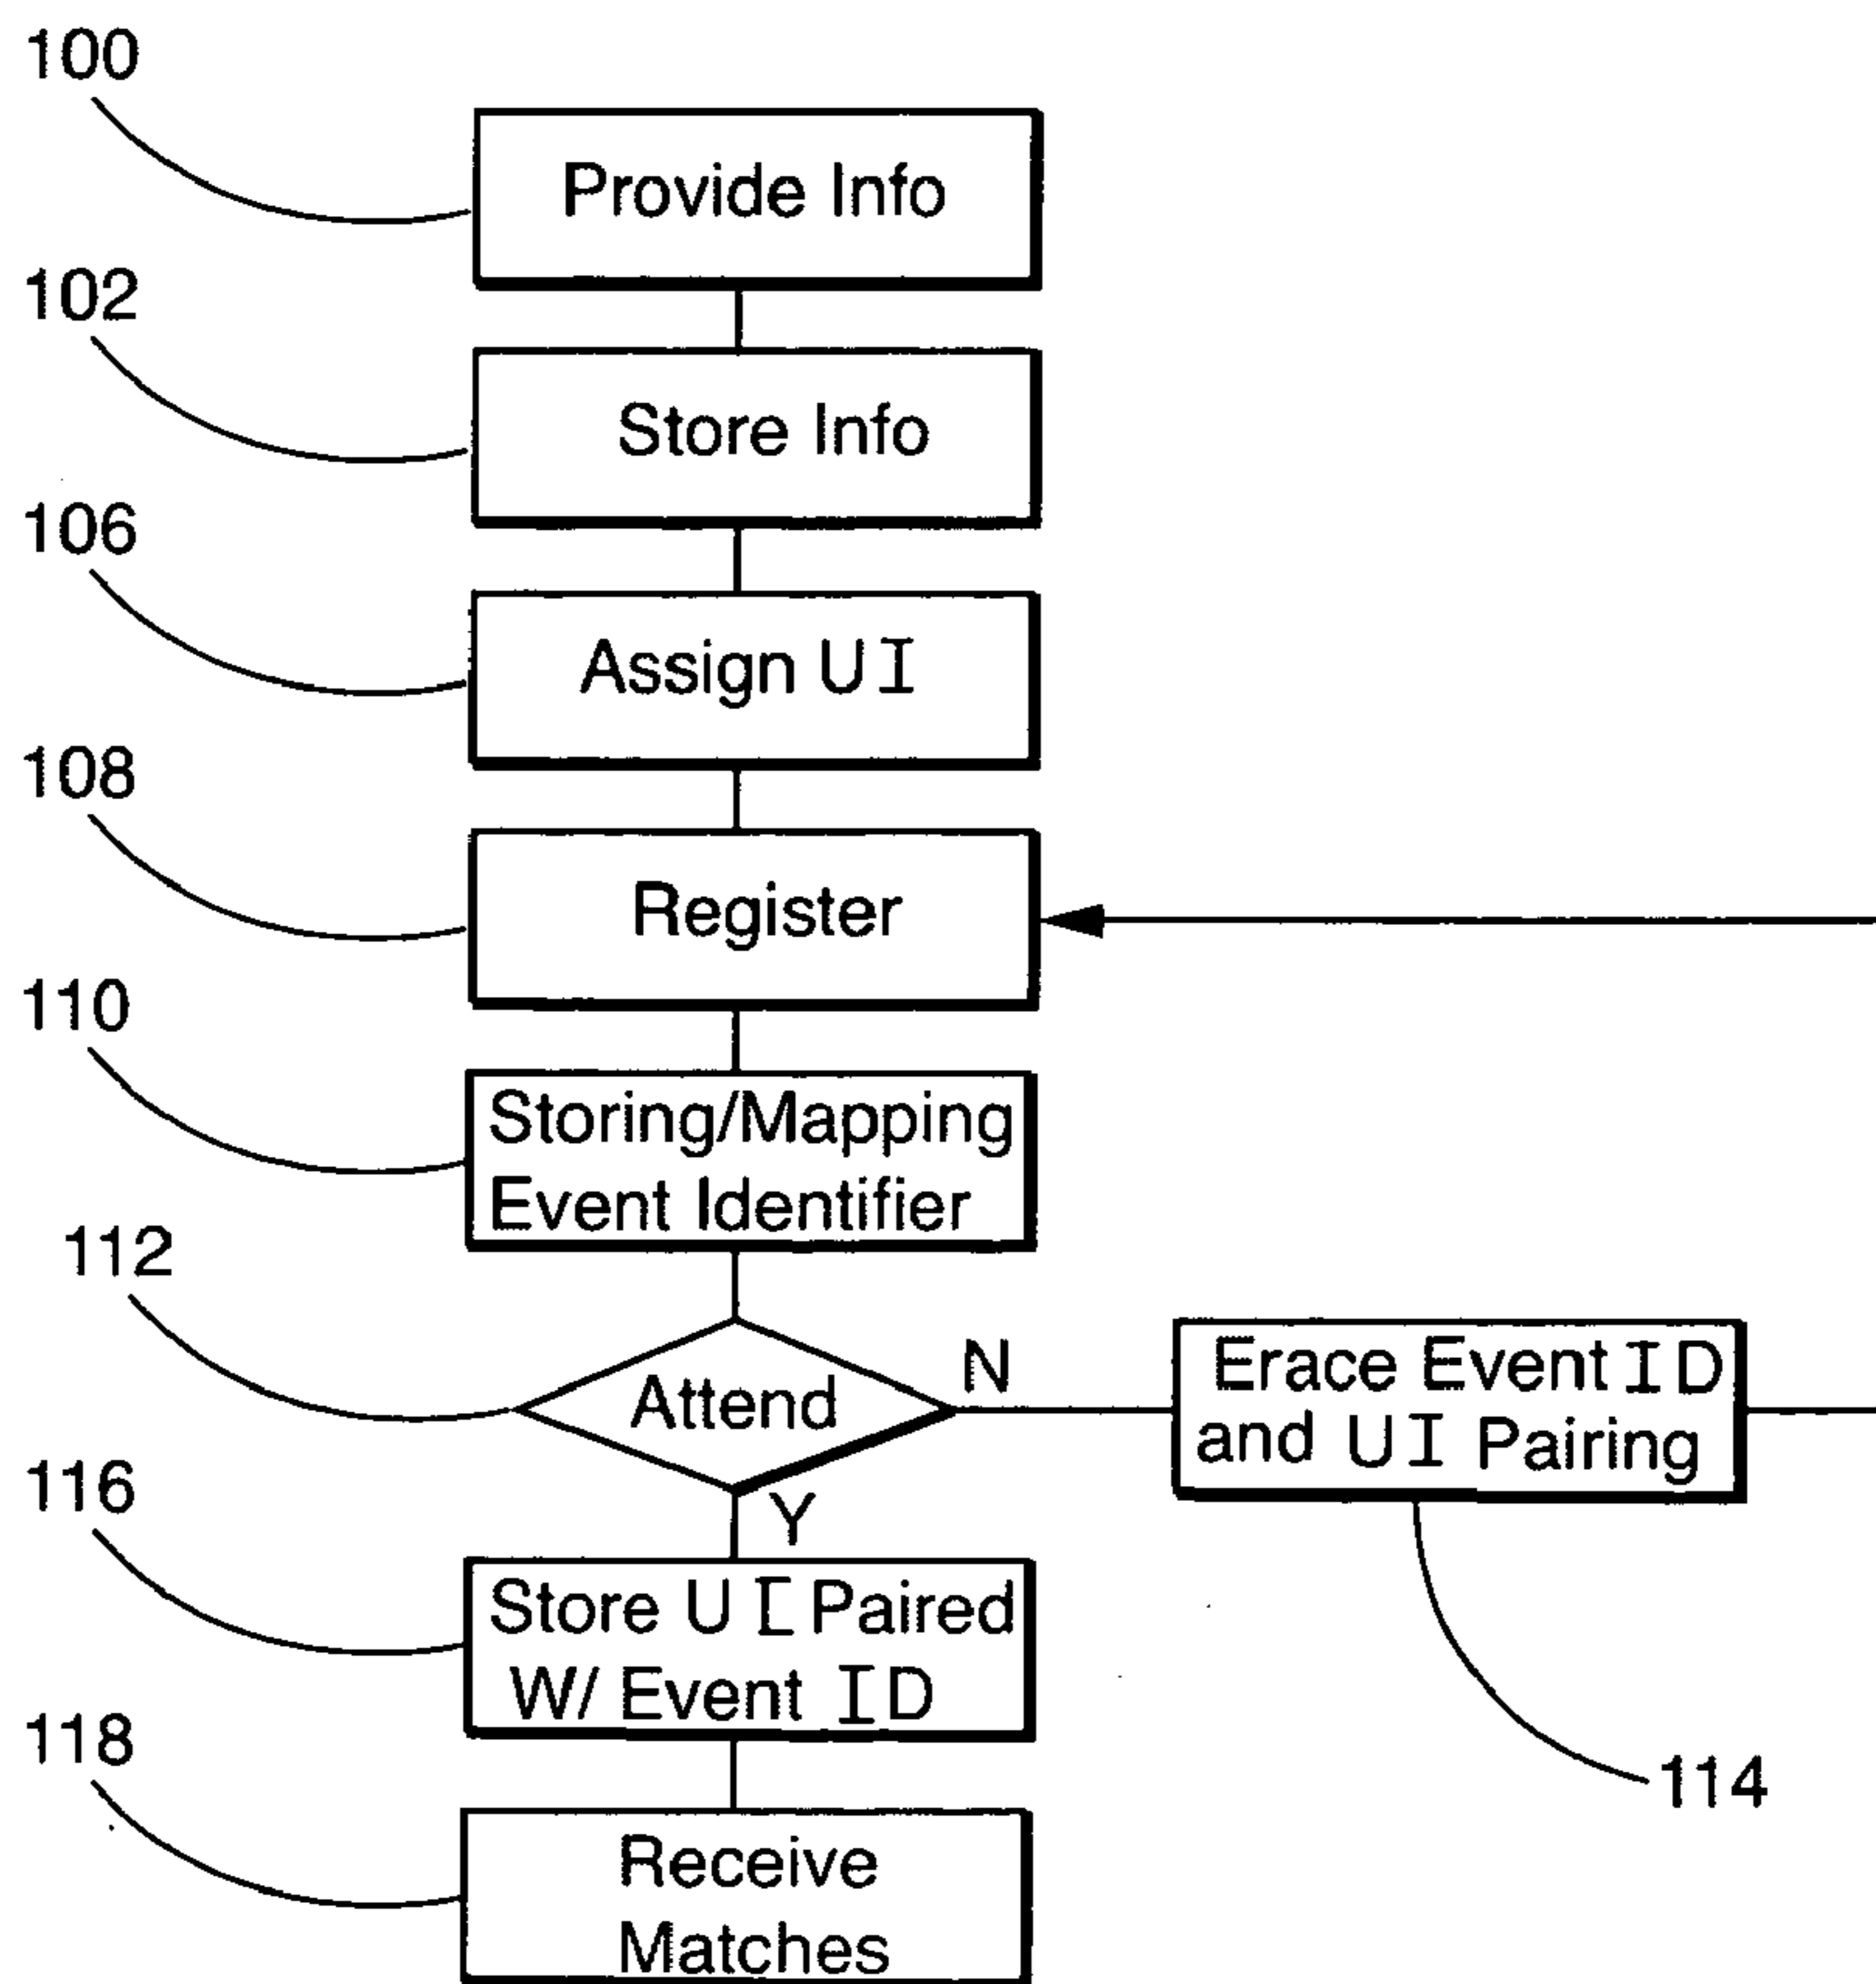 100
Provide Info
102
Store Info
106
Assign UI
108
Register
110
Storing/Mapping
Event Identifier
112
Attend
N
Erace Event ID
and UI Pairing
Y
116
Store UI Paired
W/ Event ID
114
118
Receive
Matches